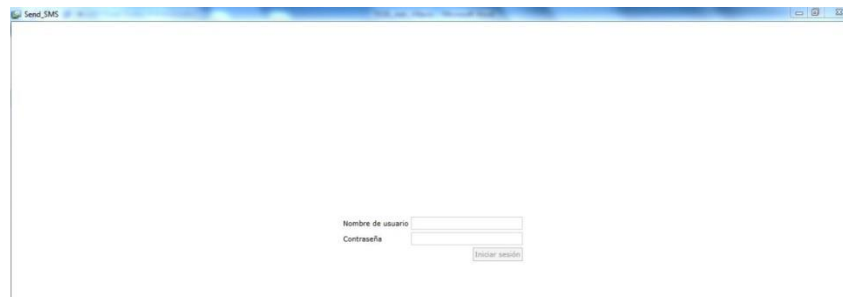 Send_SMS
Nombre de usuario
Contraseña
Iniciar sesión